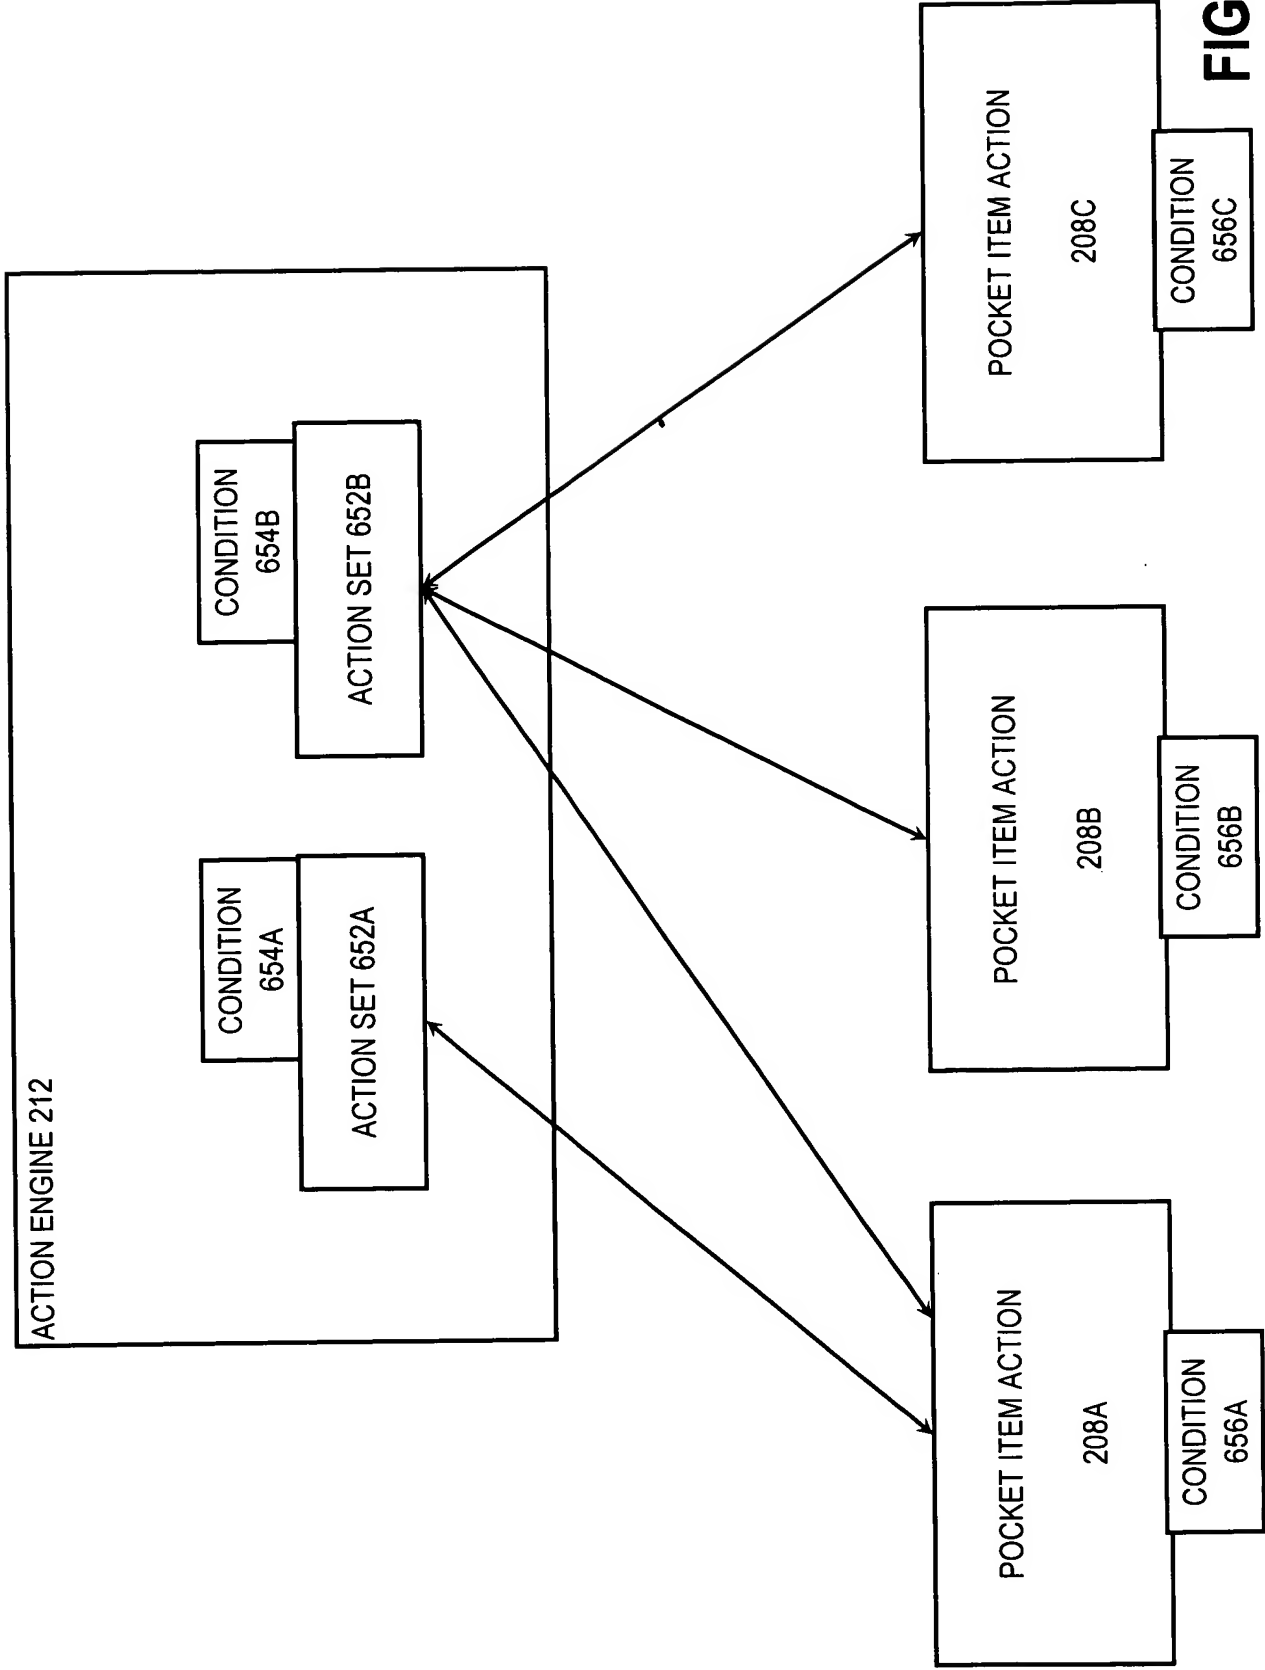 ACTION ENGINE 212
CONDITION
654A
ACTION SET 652A
CONDITION
654B
ACTION SET 652B
POCKET ITEM ACTION
208A
CONDITION
656A
POCKET ITEM ACTION
208B
CONDITION
656B
POCKET ITEM ACTION
208C
CONDITION
656C
FIG